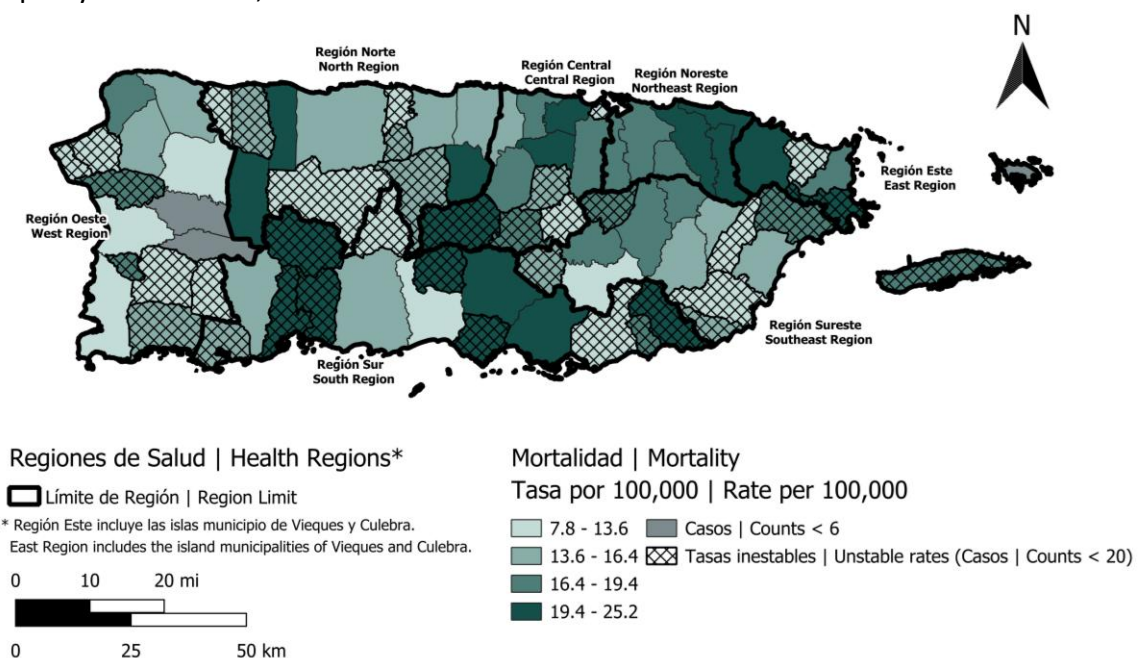 N
Región Norte
North Region
Región Central
Central Region
Región Noreste
Northeast Region
Región Este
East Region
Región Oeste
West Region
Región Sureste
Southeast Region
Región Sur
South Region
Regiones de Salud | Health Regions*
Límite de Región | Region Limit
* Región Este incluye las islas municipio de Vieques y Culebra.
East Region includes the island municipalities of Vieques and Culebra.
0 10 20 mi
0 25 50 km
Mortalidad | Mortality
Tasa por 100,000 | Rate per 100,000
7.8 - 13.6
13.6 - 16.4
16.4 - 19.4
19.4 - 25.2
Casos | Counts < 6
Tasas inestables | Unstable rates (Casos | Counts < 20)